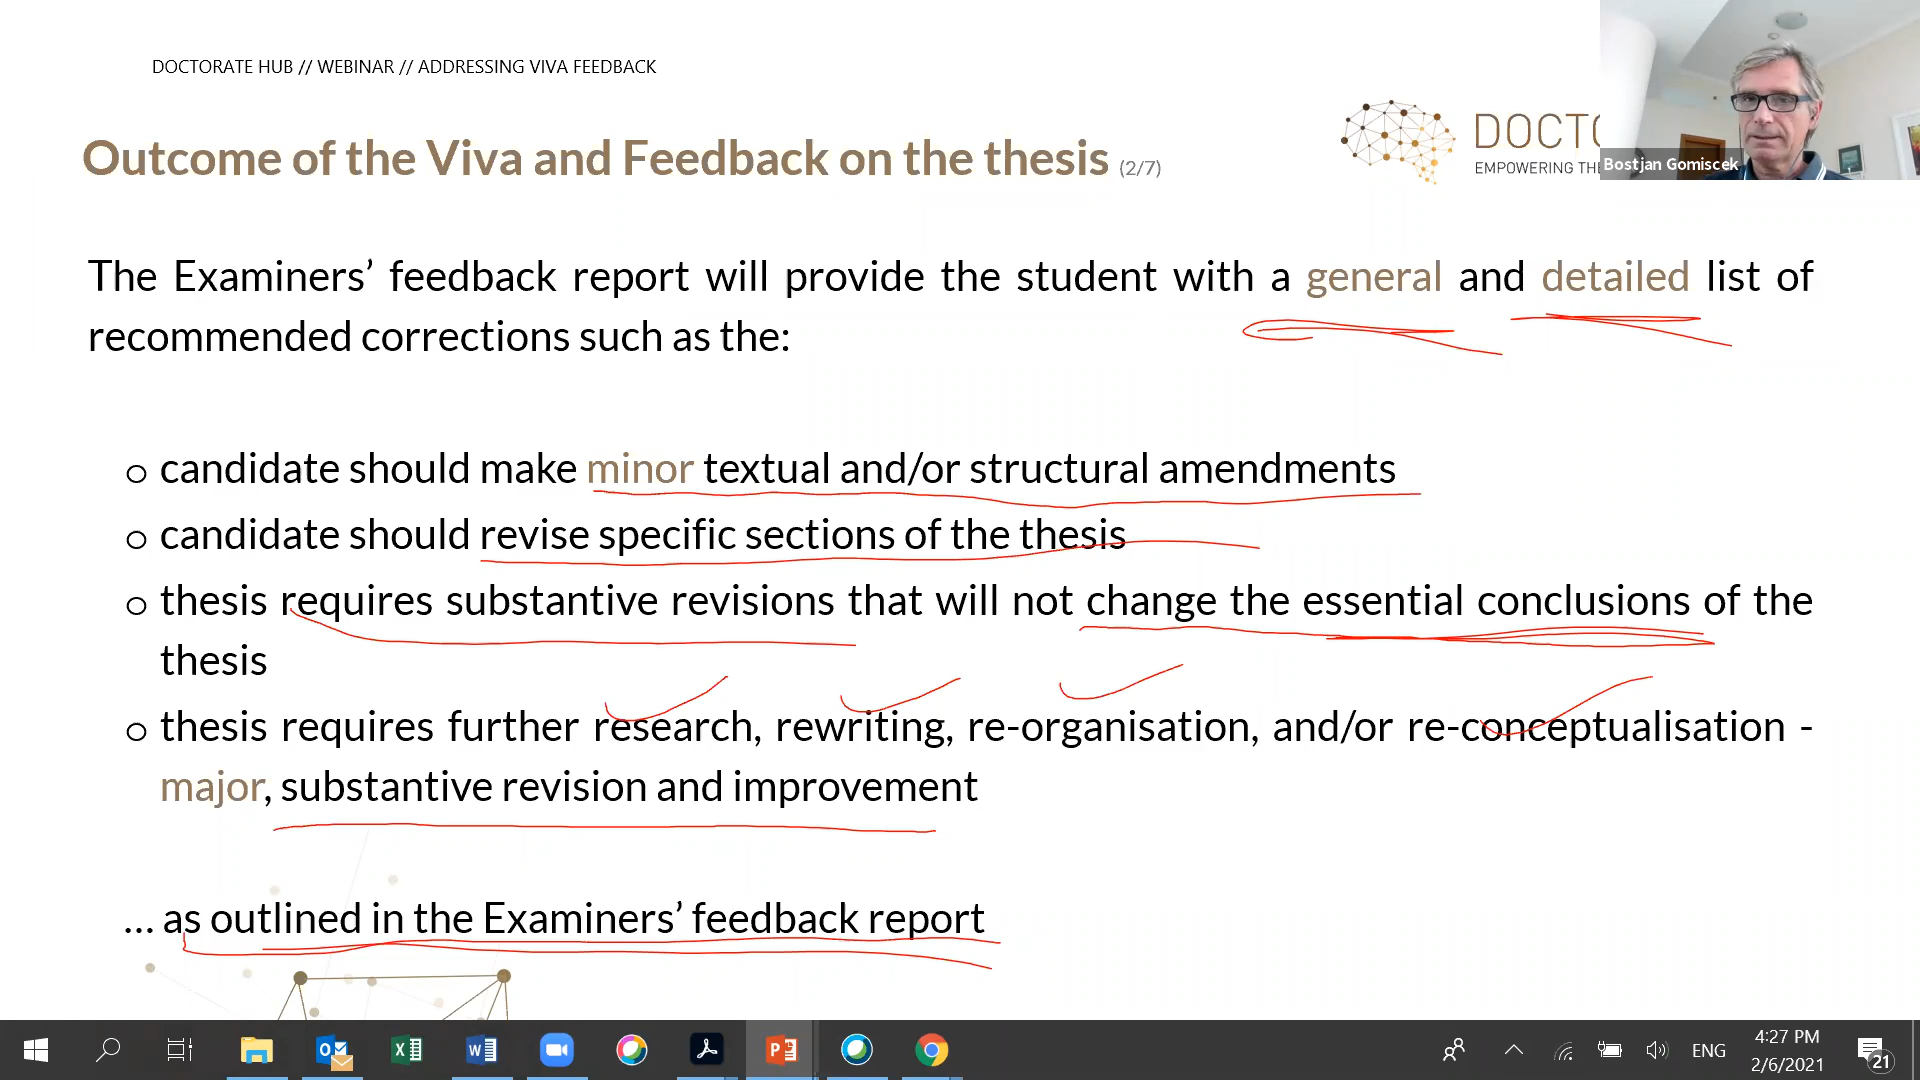 DOCTORATE HUB // WEBINAR // ADDRESSING VIVA FEEDBACK
Outcome of the Viva and Feedback on the thesis (2/7)
DOCTO
EMPOWERING THE
Bostjan Gomiscek
The Examiners’ feedback report will provide the student with a general and detailed list of
recommended corrections such as the:
o candidate should make minor textual and/or structural amendments
o candidate should revise specific sections of the thesis
o thesis requires substantive revisions that will not change the essential conclusions of the
thesis
o thesis requires further research, rewriting, re-organisation, and/or re-conceptualisation -
major, substantive revision and improvement
... as outlined in the Examiners’ feedback report
ENG
4:27 PM
2/6/2021
21